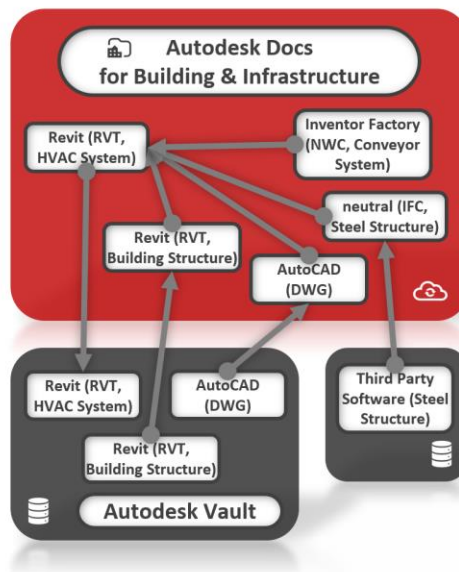 Autodesk Docs
for Building & Infrastructure
Revit (RVT,
HVAC System)
Inventor Factory
(NWC, Conveyor
System)
neutral (IFC,
Steel Structure)
Revit (RVT,
Building Structure)
AutoCAD
(DWG)
Revit (RVT,
HVAC System)
AutoCAD
(DWG)
Third Party
Software (Steel
Structure)
Revit (RVT,
Building Structure)
Autodesk Vault